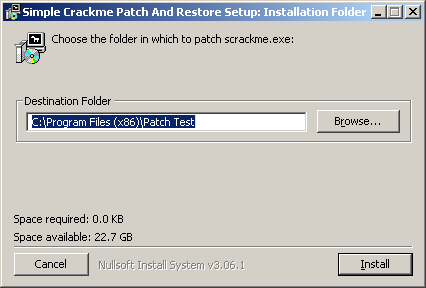 Simple Crackme Patch And Restore Setup: Installation Folder
Choose the folder in which to patch scrackme.exe:
Destination Folder
C:\Program Files (x86)\Patch Test
Browse...
Space required: 0.0 KB
Space available: 22.7 GB
Cancel
Nullsoft Install System v3.06.1
Install